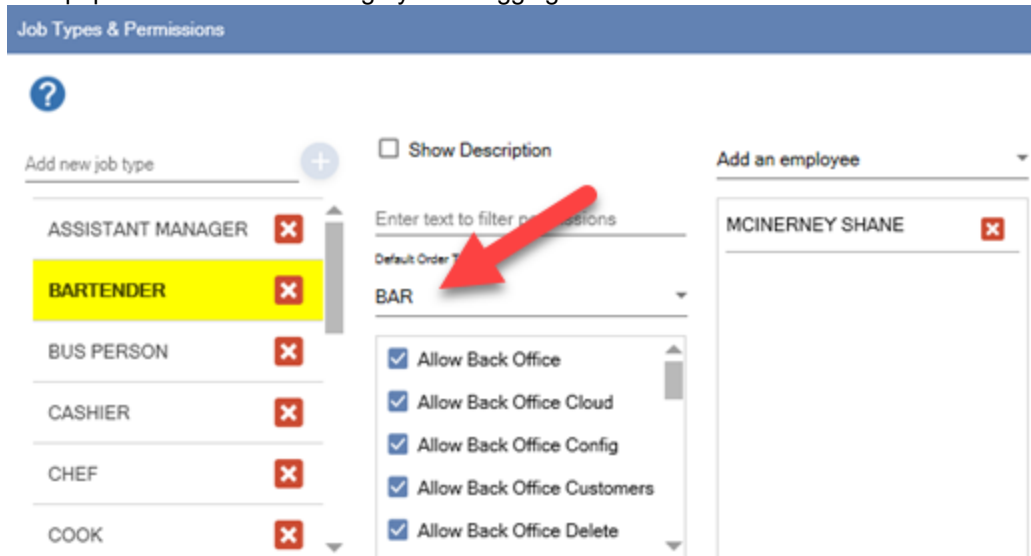 Job Types & Permissions
?
Add new job type
+
ASSISTANT MANAGER
BARTENDER
BUS PERSON
CASHIER
CHEF
COOK
Show Description
Enter text to filter
Default Order
BAR
Allow Back Office
Allow Back Office Cloud
Allow Back Office Config
Allow Back Office Customers
Allow Back Office Delete
Add an employee
MCINERNEY SHANE